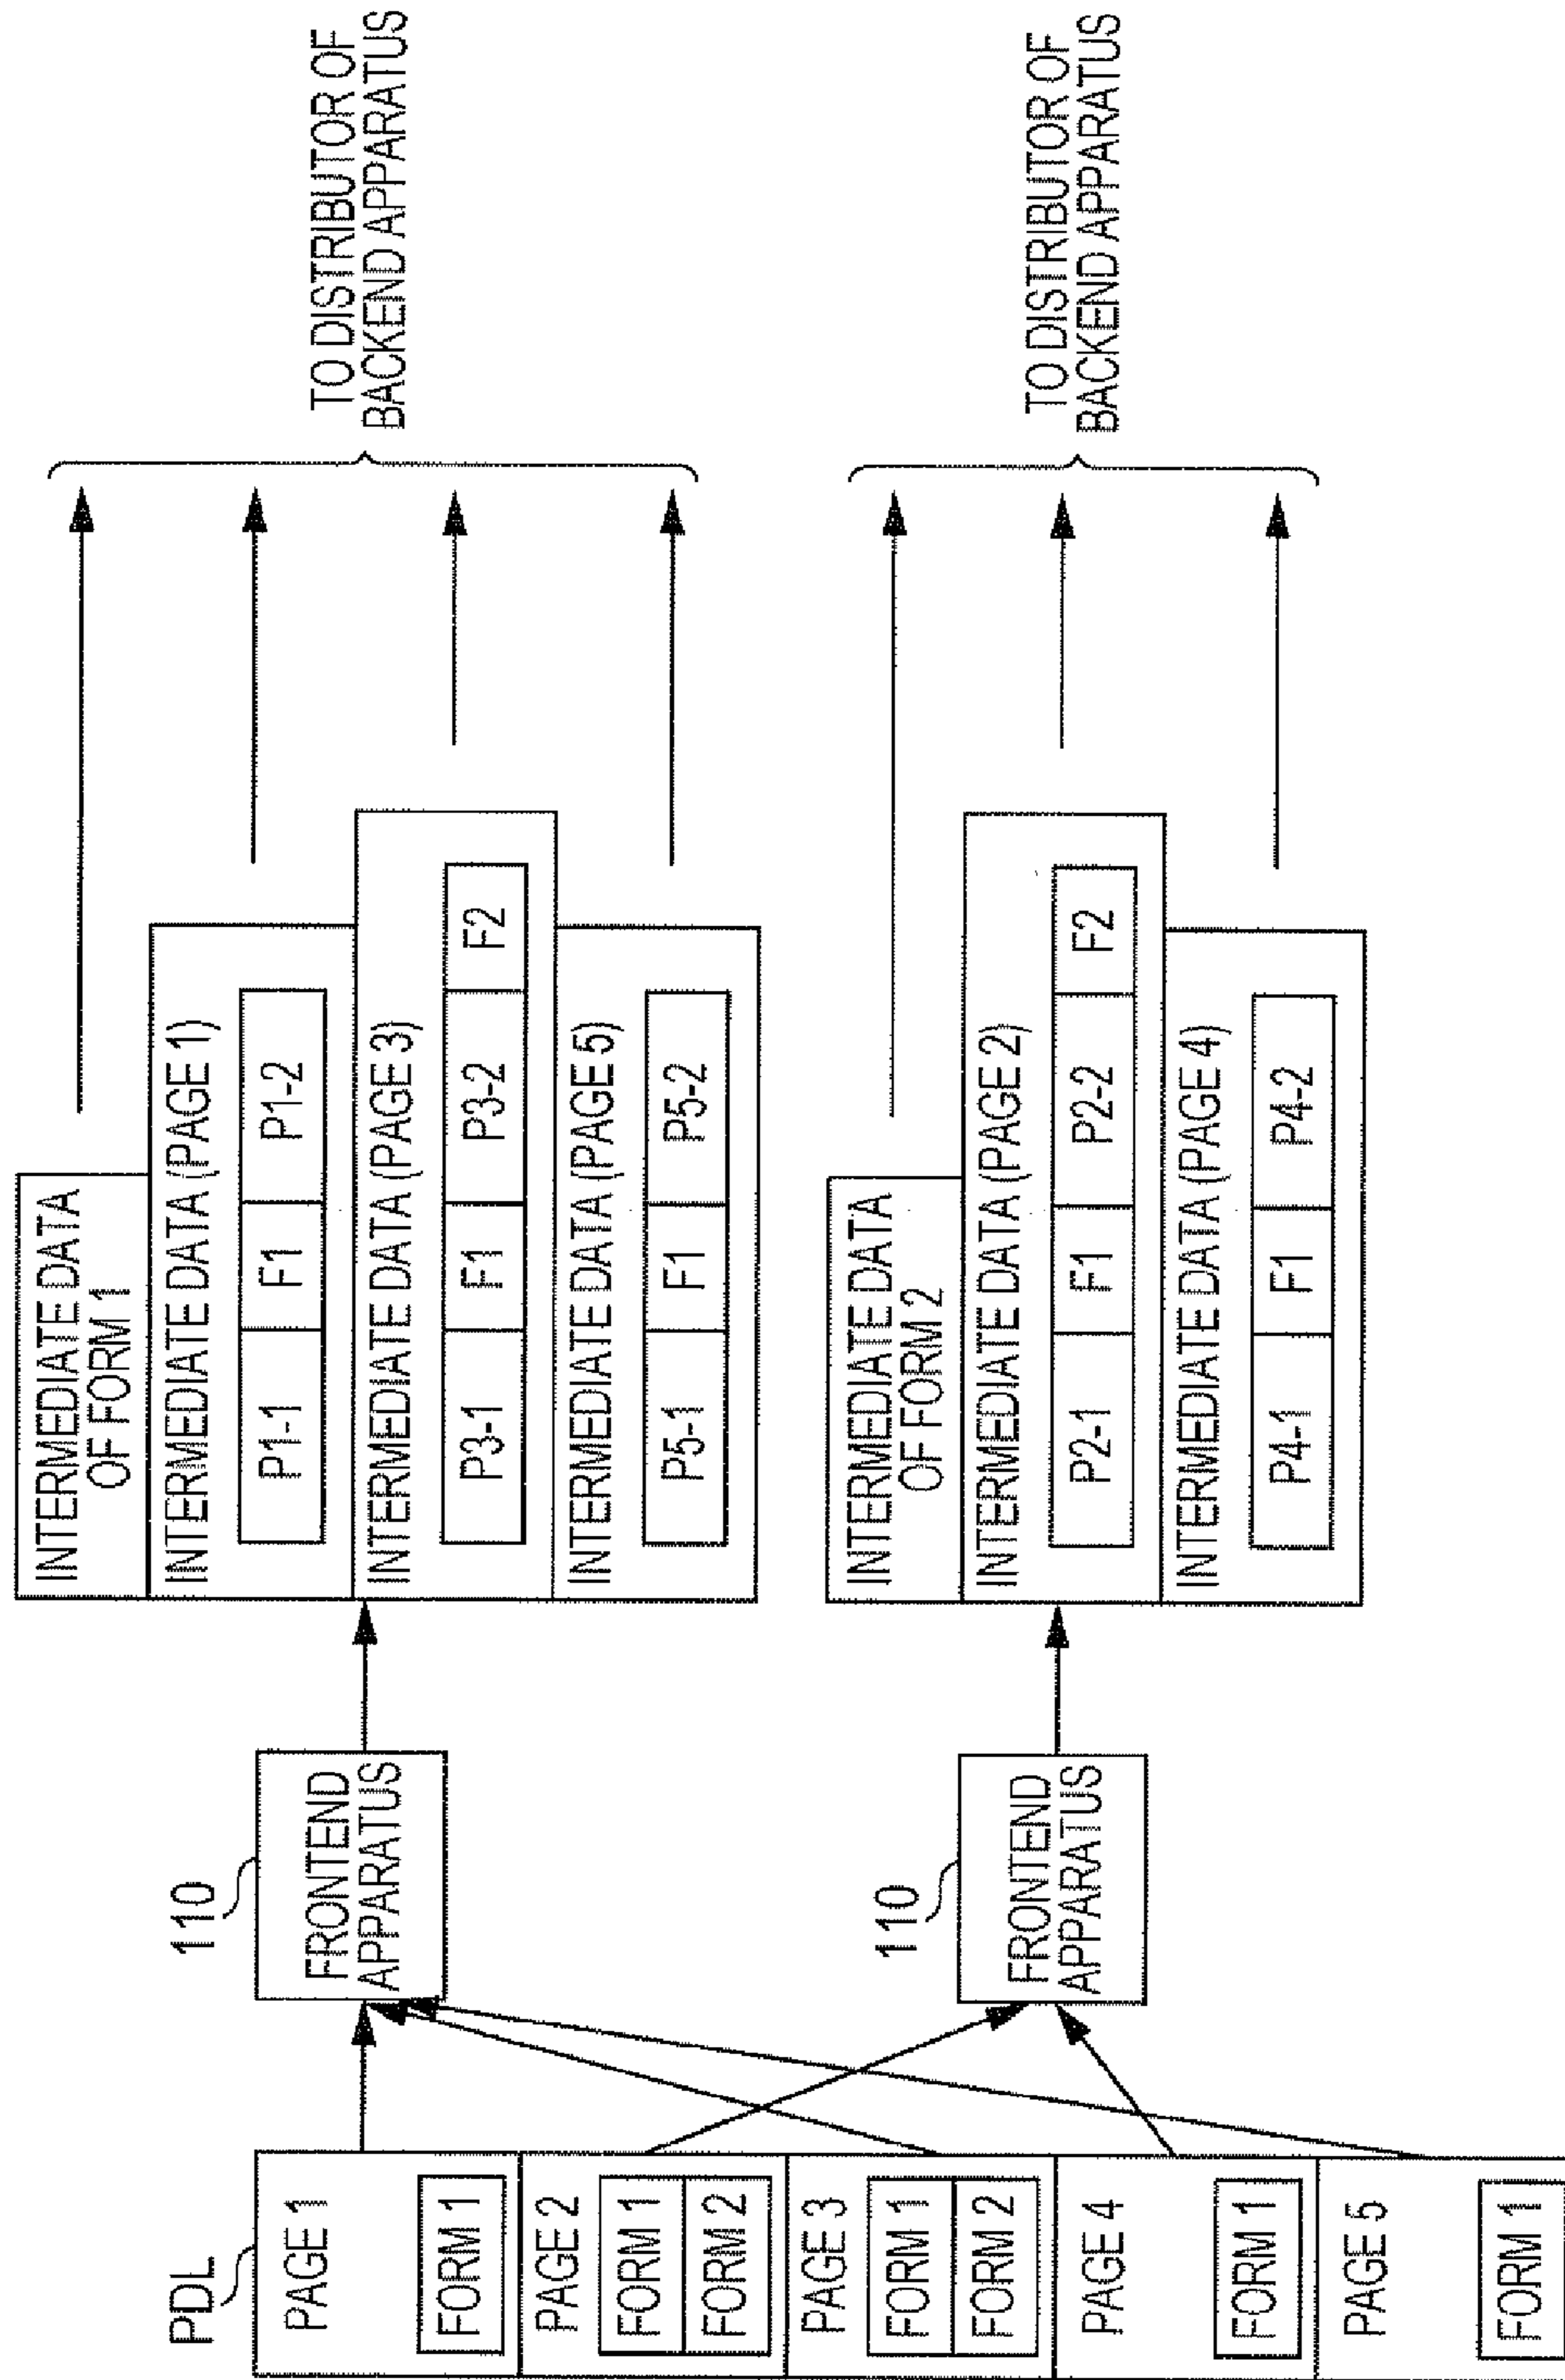 PDL
PAGE 1
FORM 1
PAGE 2
FORM 1
FORM 2
PAGE 3
FORM 1
FORM 2
PAGE 4
FORM 1
PAGE 5
FORM 1
110
FRONTEND
APPARATUS
110
FRONTEND
APPARATUS
INTERMEDIATE DATA
OF FORM 1
INTERMEDIATE DATA (PAGE 1)
P1-1 F1 P1-2
INTERMEDIATE DATA (PAGE 3)
P3-1 F1 P3-2 F2
INTERMEDIATE DATA (PAGE 5)
P5-1 F1 P5-2
TO DISTRIBUTOR OF
BACKEND APPARATUS
INTERMEDIATE DATA
OF FORM 2
INTERMEDIATE DATA (PAGE 2)
P2-1 F1 P2-2 F2
INTERMEDIATE DATA (PAGE 4)
P4-1 F1 P4-2
TO DISTRIBUTOR OF
BACKEND APPARATUS